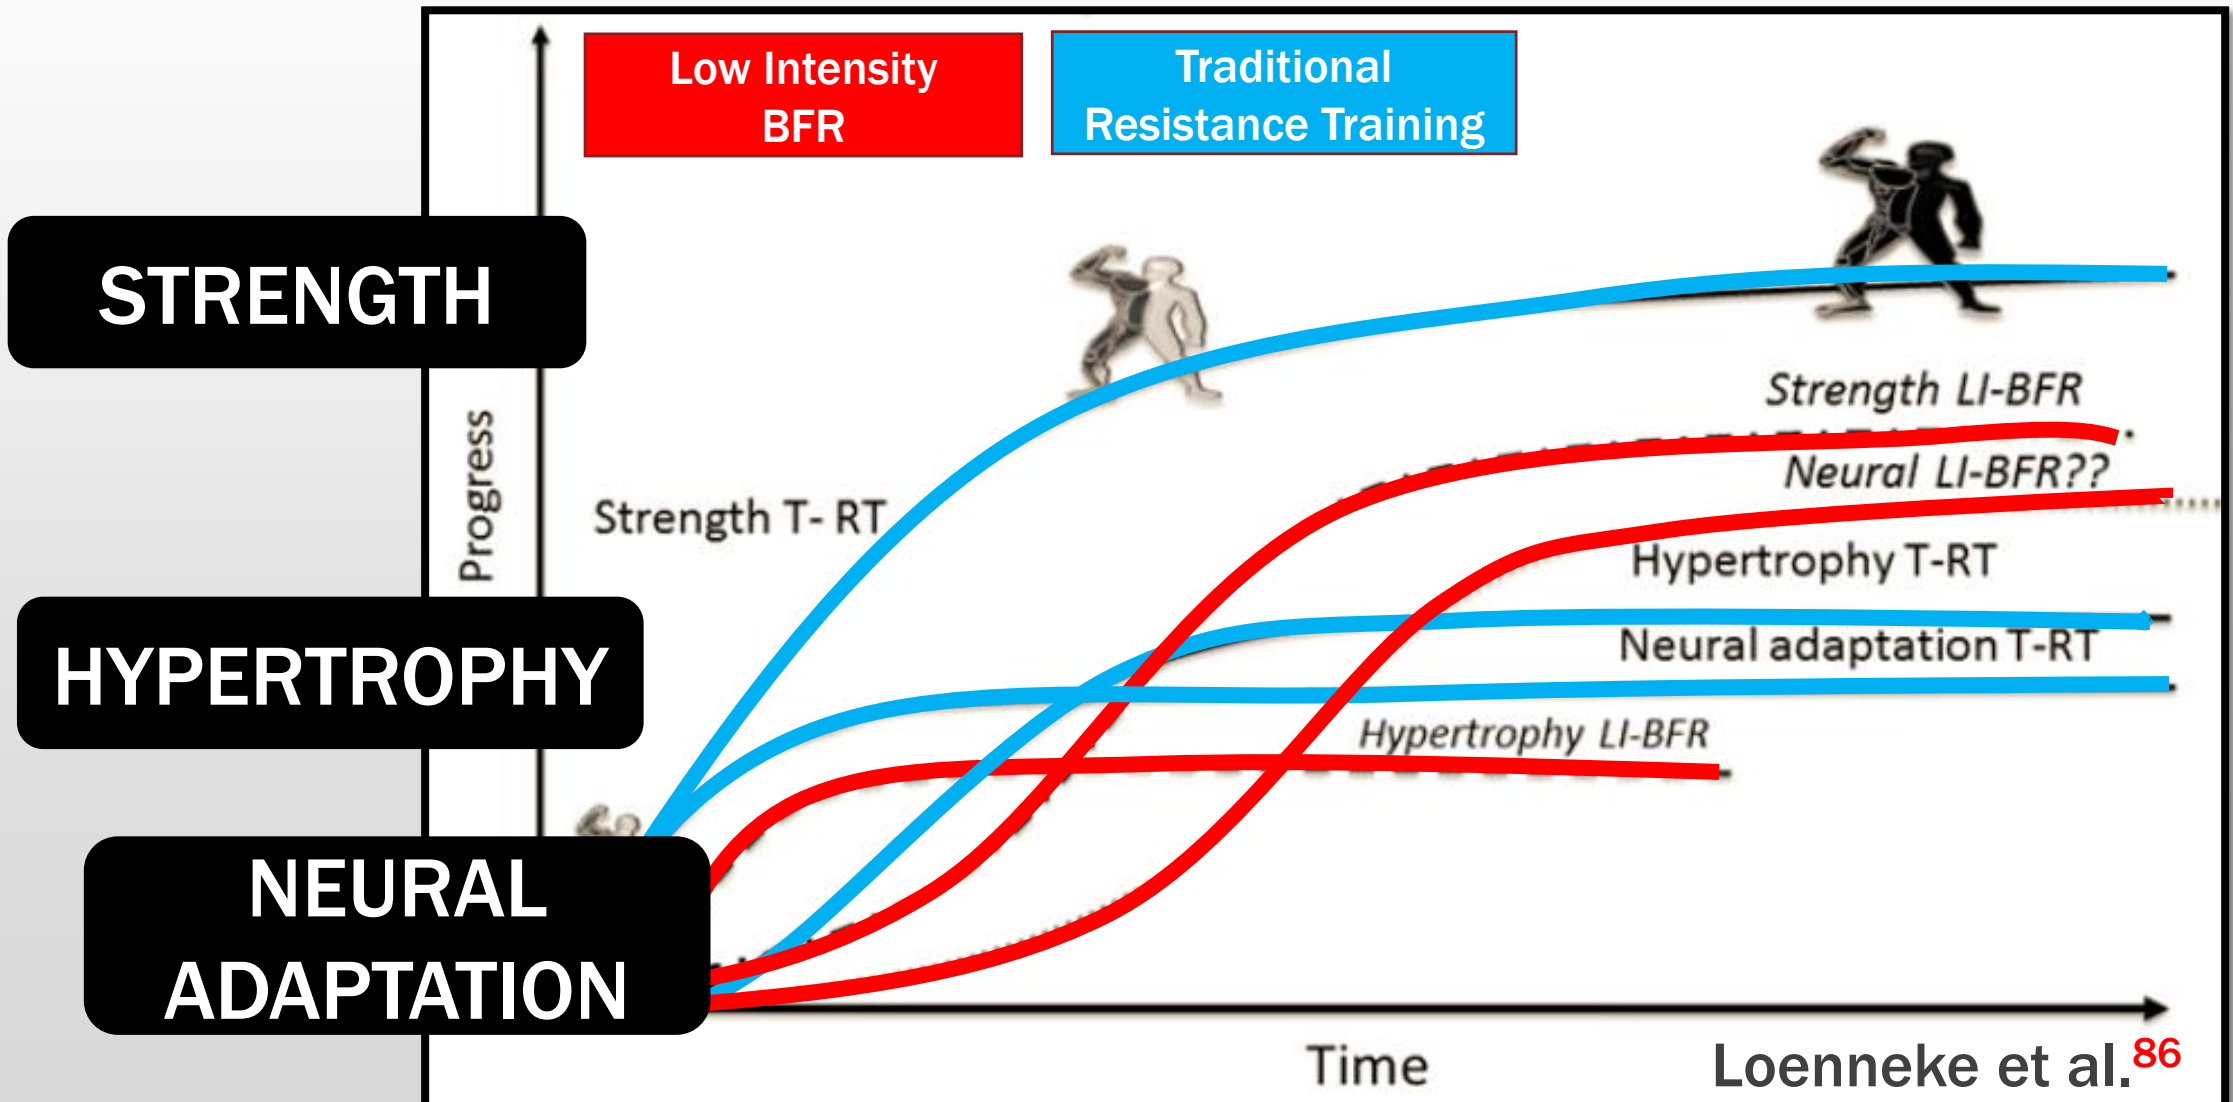 Low Intensity
BFR
Traditional
Resistance Training
STRENGTH
Progress
Strength T- RT
Strength LI-BFR
Neural LI-BFR??
Hypertrophy T-RT
HYPERTROPHY
Neural adaptation T-RT
Hypertrophy LI-BFR
NEURAL
ADAPTATION
Time
Loenneke et al.86